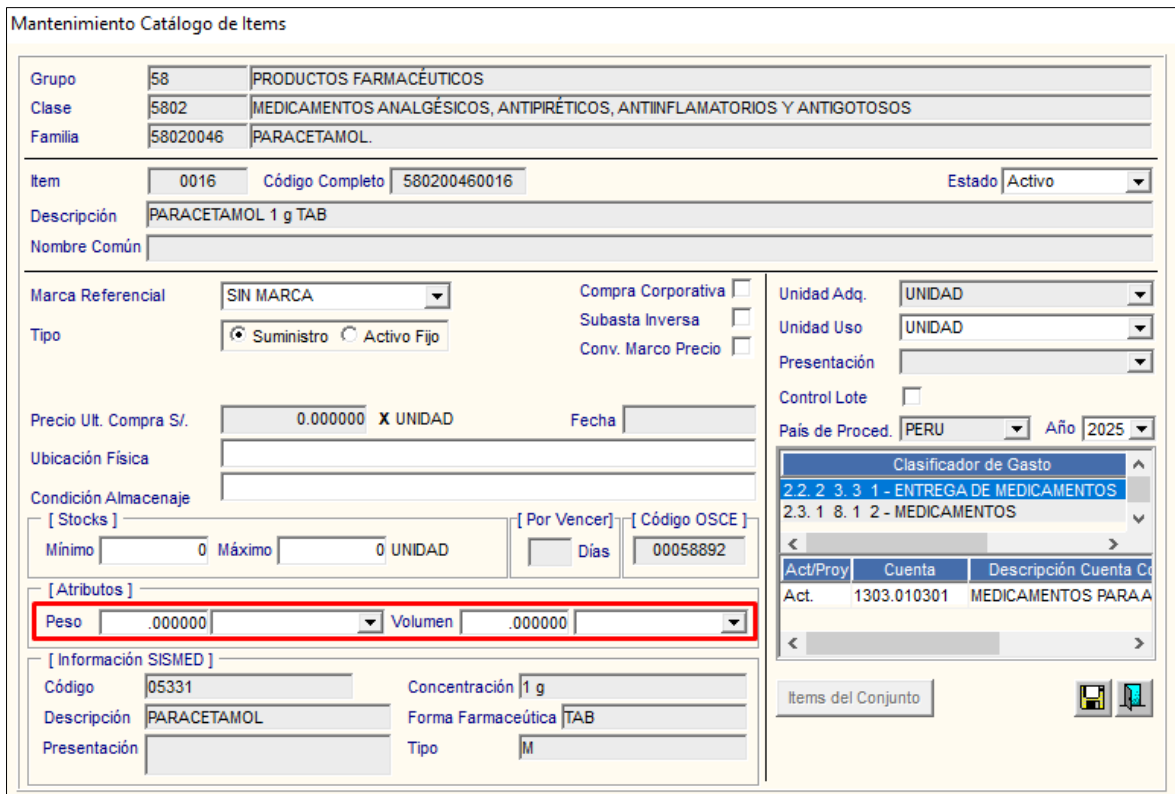 Mantenimiento Catálogo de Items
Grupo 58 PRODUCTOS FARMACÉUTICOS
Clase 5802 MEDICAMENTOS ANALGÉSICOS, ANTIPIRÉTICOS, ANTIINFLAMATORIOS Y ANTIGOTOSOS
Familia 58020046 PARACETAMOL.
Item 0016 Código Completo 580200460016 Estado Activo
Descripción PARACETAMOL 1 g TAB
Nombre Común
Marca Referencial SIN MARCA Compra Corporativa
Tipo Suministro Activo Fijo Subasta Inversa
Conv. Marco Precio
Precio Ult. Compra S/. 0.000000 X UNIDAD Fecha
Ubicación Física
Condición Almacenaje
[ Stocks ] [ Por Vencer] [ Código OSCE ]
Mínimo 0 Máximo 0 UNIDAD Días 00058892
[ Atributos ]
Peso .000000 Volumen .000000
[ Información SISMED ]
Código 05331 Concentración 1 g
Descripción PARACETAMOL Forma Farmaceútica TAB
Presentación Tipo M
Unidad Adq. UNIDAD
Unidad Uso UNIDAD
Presentación
Control Lote
País de Proced. PERU Año 2025
Clasificador de Gasto
2.2. 2 3. 3 1 - ENTREGA DE MEDICAMENTOS
2.3. 1 8. 1 2 - MEDICAMENTOS
Act/Proy Cuenta Descripción Cuenta Co
Act. 1303.010301 MEDICAMENTOS PARA A
Items del Conjunto